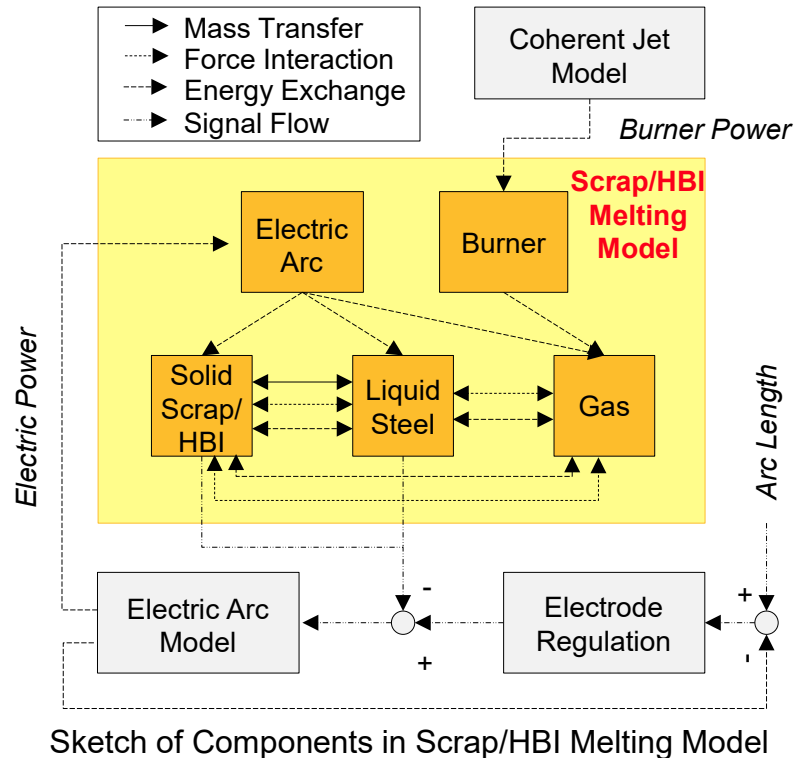 Mass Transfer
Force Interaction
Energy Exchange
Signal Flow
Coherent Jet
Model
Burner Power
Scrap/HBI
Melting
Model
Electric
Arc
Burner
Solid
Scrap/
HBI
Liquid
Steel
Gas
Electric Power
Arc Length
Electric Arc
Model
-
+
Electrode
Regulation
+
-
Sketch of Components in Scrap/HBI Melting Model